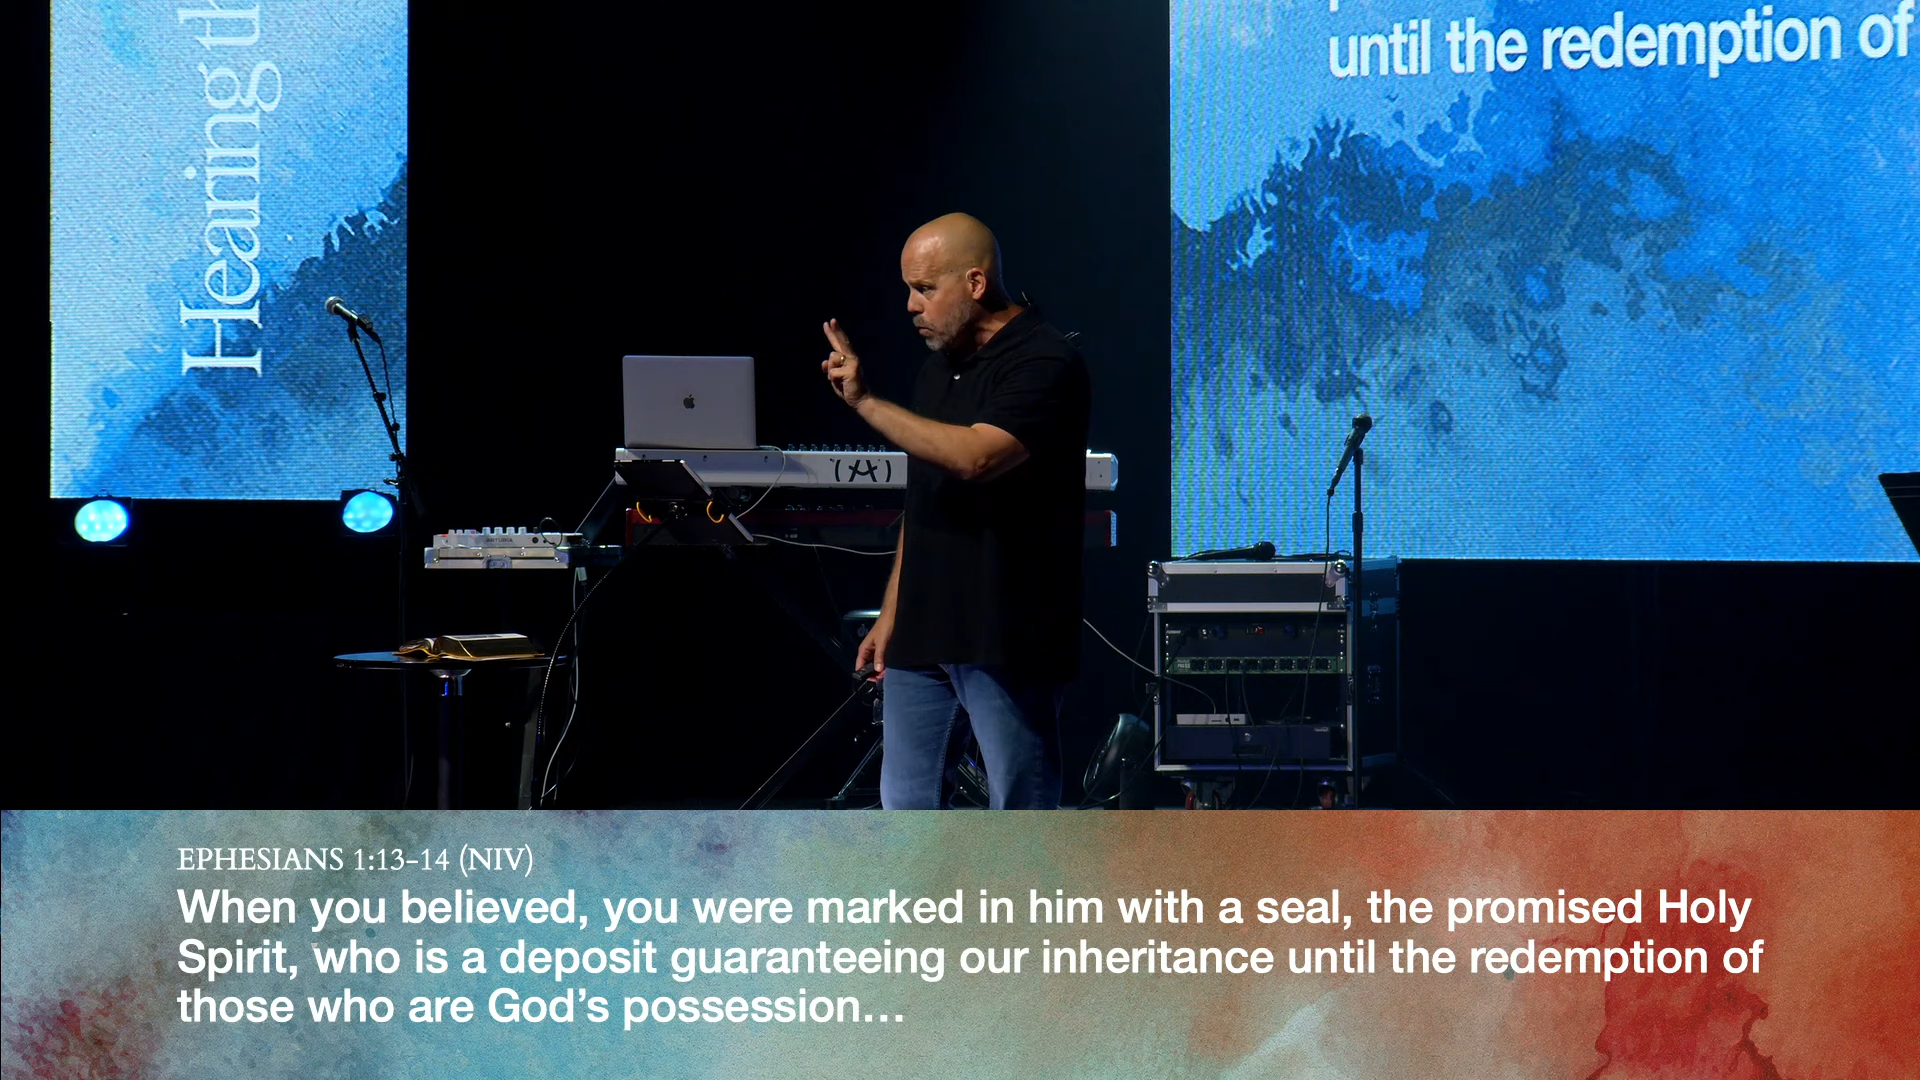 Hearing th
until the redemption of
(A)
EPHESIANS 1:13-14 (NIV)
When you believed, you were marked in him with a seal, the promised Holy
Spirit, who is a deposit guaranteeing our inheritance until the redemption of
those who are God’s possession…